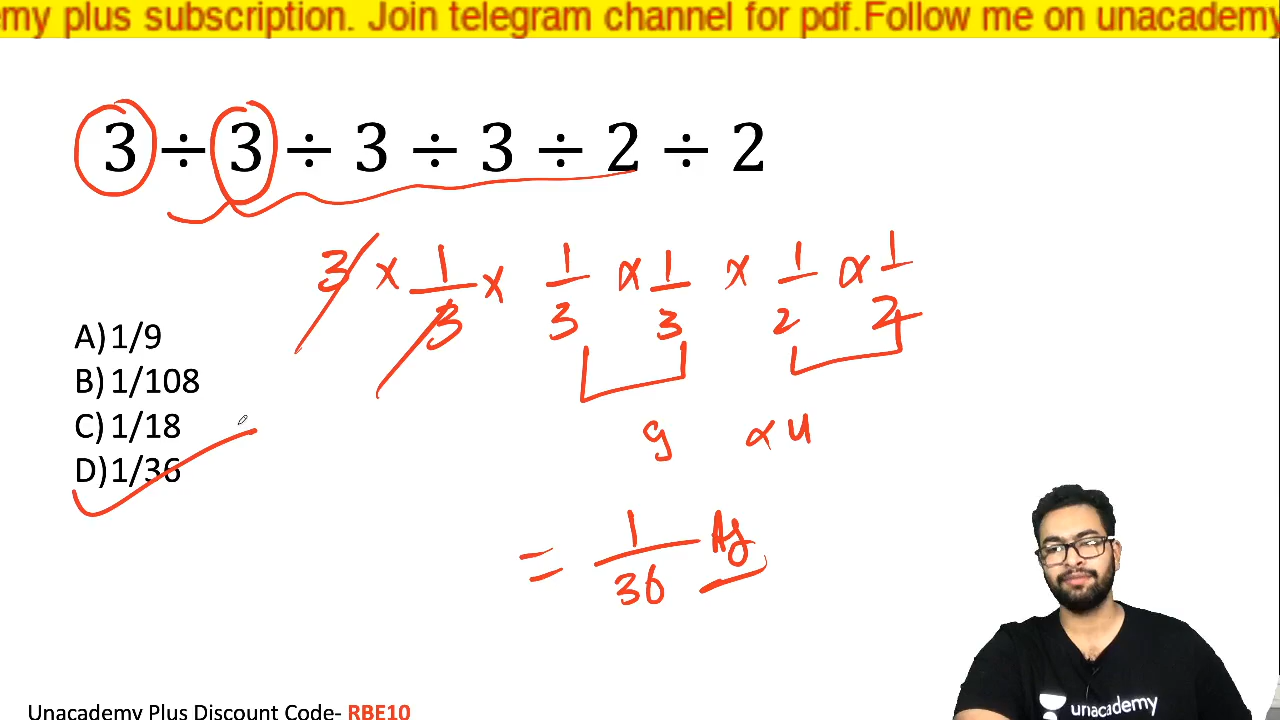 my plus subscription. Join telegram channel for pdf.Follow me on unacademy
3 ÷ 3 ÷ 3 ÷ 3 ÷ 2 ÷ 2
3 × 1/3 × 1/3 × 1/3 × 1/2 × 1/2
A) 1/9
B) 1/108
C) 1/18
D) 1/36
9 × 4
= 1/36
unacademy
Unacademy Plus Discount Code- RBE10